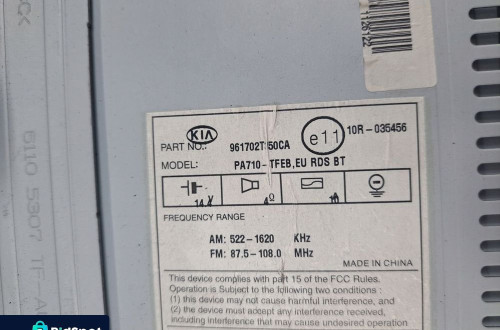 1126122
KIA
PART NO.: 961702T550CA
e11
10R-035456
MODEL: PA710-TFEB,EU RDS BT
4Ω
FREQUENCY RANGE
AM: 522-1620 KHz
FM: 87.5-108.0 MHz
MADE IN CHINA
This device complies with part 15 of the FCC Rules.
Operation is Subject to the following two conditions :
(1) this device may not cause harmful interference, and
(2) the device must accept any interference received,
including interference that may cause undesired operation
BidSpot